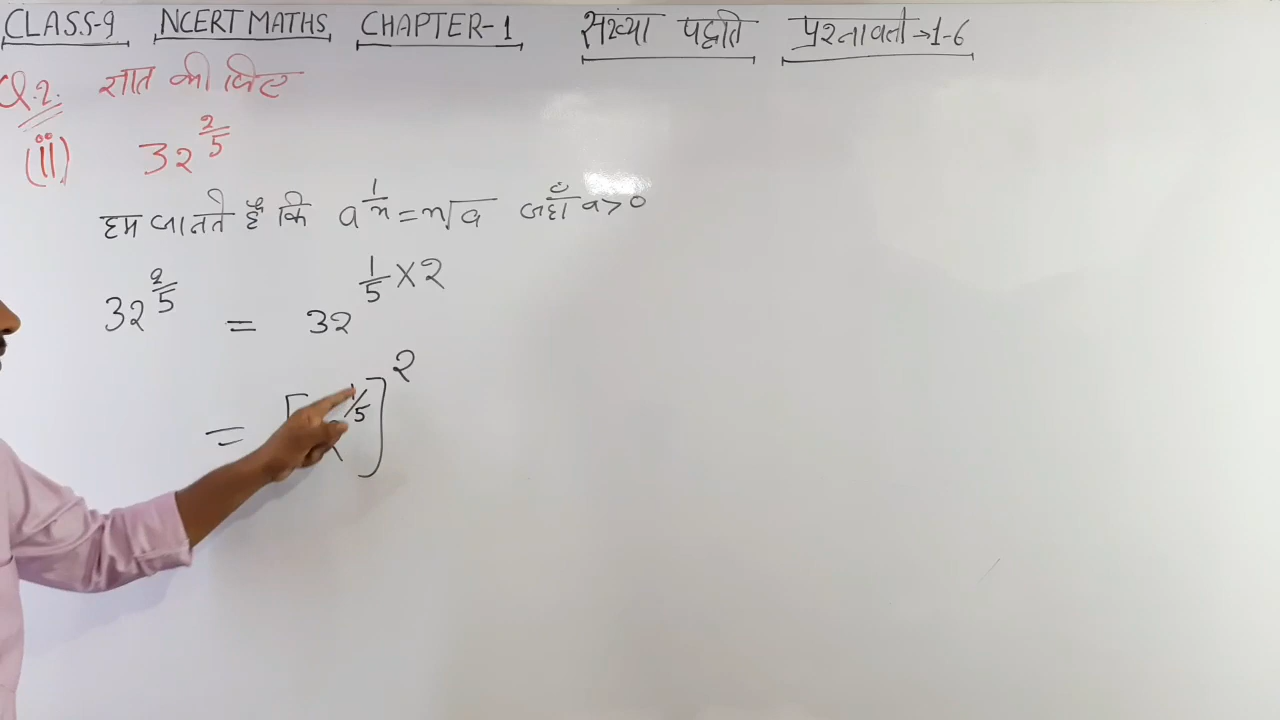 CLASS-9 NCERT MATHS CHAPTER-1 संख्या पद्धति प्रश्नावली→1-6
Q.2. ज्ञात कीजिए
(ii) 32^(2/5)
हम जानते हैं कि a^(1/n) = n√a जहाँ a>0
32^(2/5) = 32^(1/5 × 2)
= [ ^(1/5)]^2